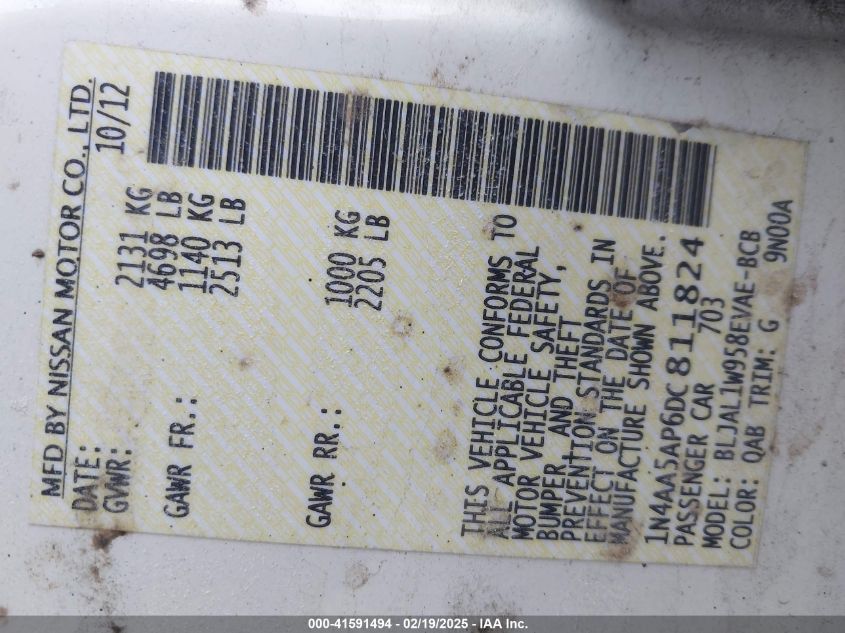 MFD BY NISSAN MOTOR CO., LTD.
DATE: 10/12
GVWR: 2131 KG
4698 LB
GAWR FR.: 1140 KG
2513 LB
GAWR RR.: 1000 KG
2205 LB
THIS VEHICLE CONFORMS TO
ALL APPLICABLE FEDERAL
MOTOR VEHICLE SAFETY,
BUMPER AND THEFT
PREVENTION STANDARDS IN
EFFECT ON THE DATE OF
MANUFACTURE SHOWN ABOVE.
1N4AA5AP6DC811824
PASSENGER CAR 703
MODEL: BLJALlW958EVAE-BCB
COLOR: QAB TRIM: G 9N00A
000-41591494 - 02/19/2025 - IAA Inc.